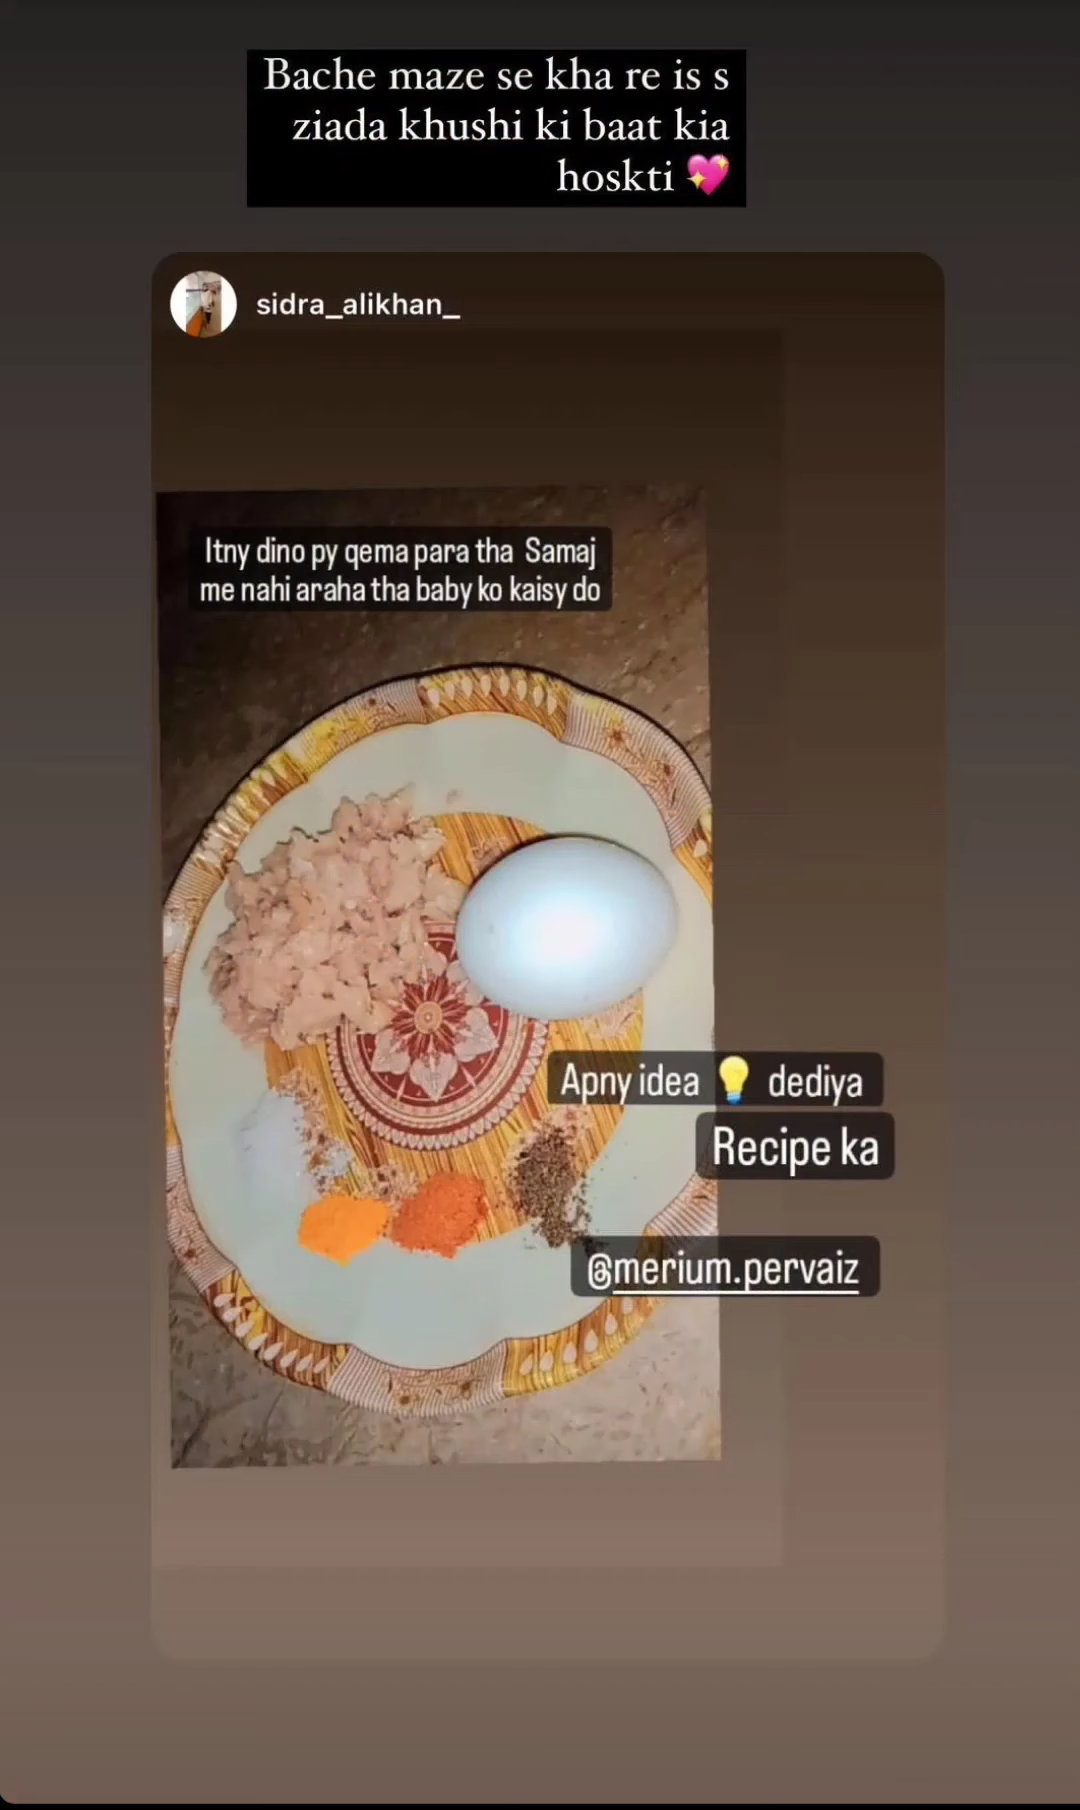 Bache maze se kha re is s
ziada khushi ki baat kia
hoskti 💖
sidra_alikhan_
Itny dino py qema para tha Samaj
me nahi araha tha baby ko kaisy do
Apny idea 💡 dediya
Recipe ka
@merium.pervaiz